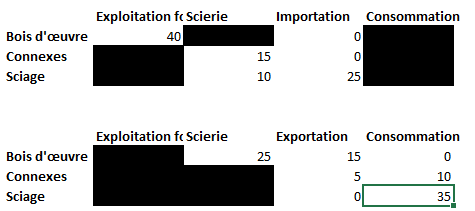 Exploitation fo Scierie Importation Consommation
Bois d'œuvre 40 0
Connexes 15 0
Sciage 10 25
Exploitation fo Scierie Exportation Consommation
Bois d'œuvre 25 15 0
Connexes 5 10
Sciage 0 35